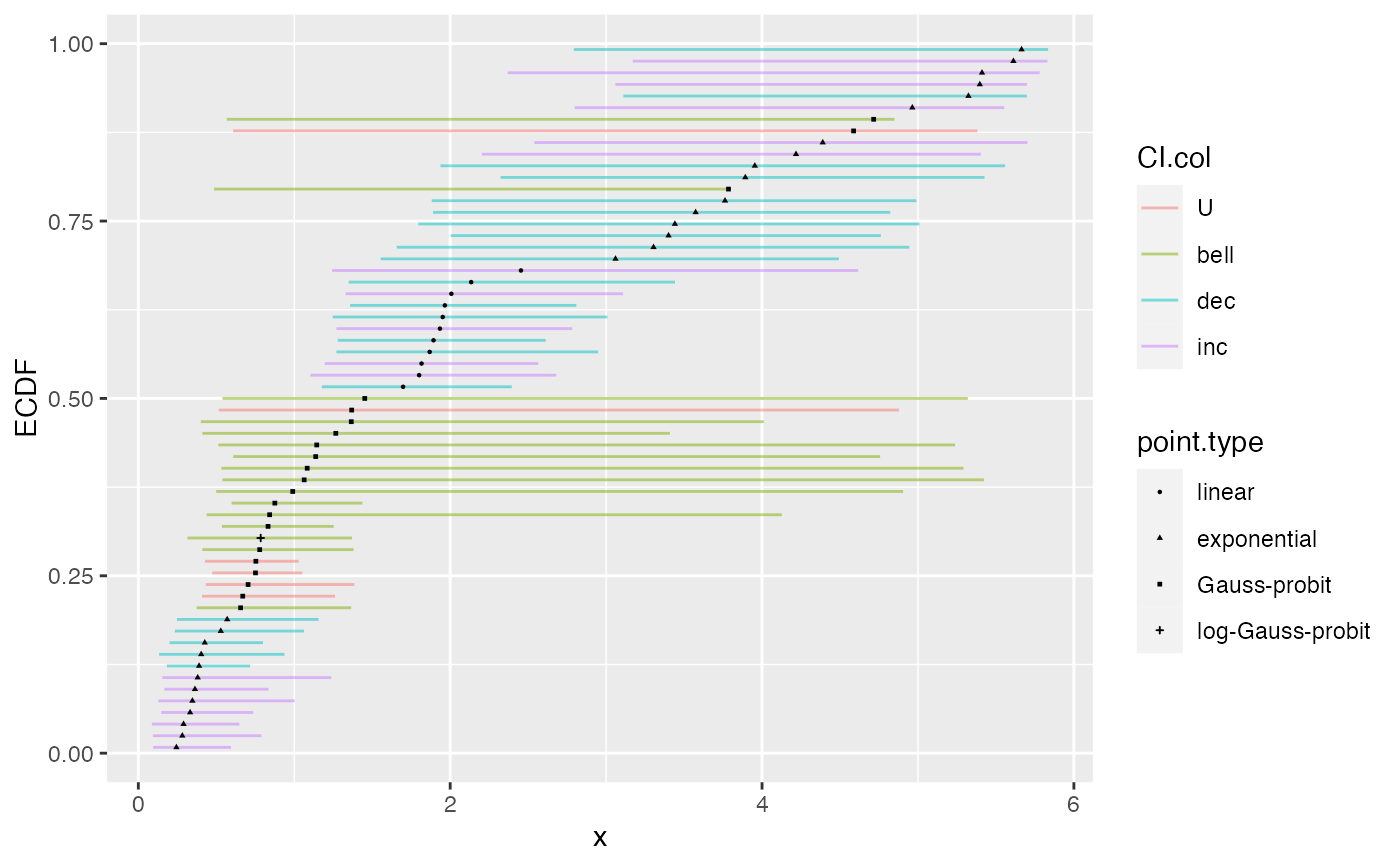 1.00
0.75
0.50
0.25
0.00
ECDF
0 2 4 6
x
CI.col
U
bell
dec
inc
point.type
linear
exponential
Gauss-probit
log-Gauss-probit